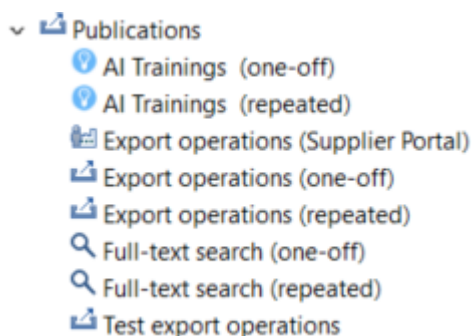 Publications
AI Trainings (one-off)
AI Trainings (repeated)
Export operations (Supplier Portal)
Export operations (one-off)
Export operations (repeated)
Full-text search (one-off)
Full-text search (repeated)
Test export operations